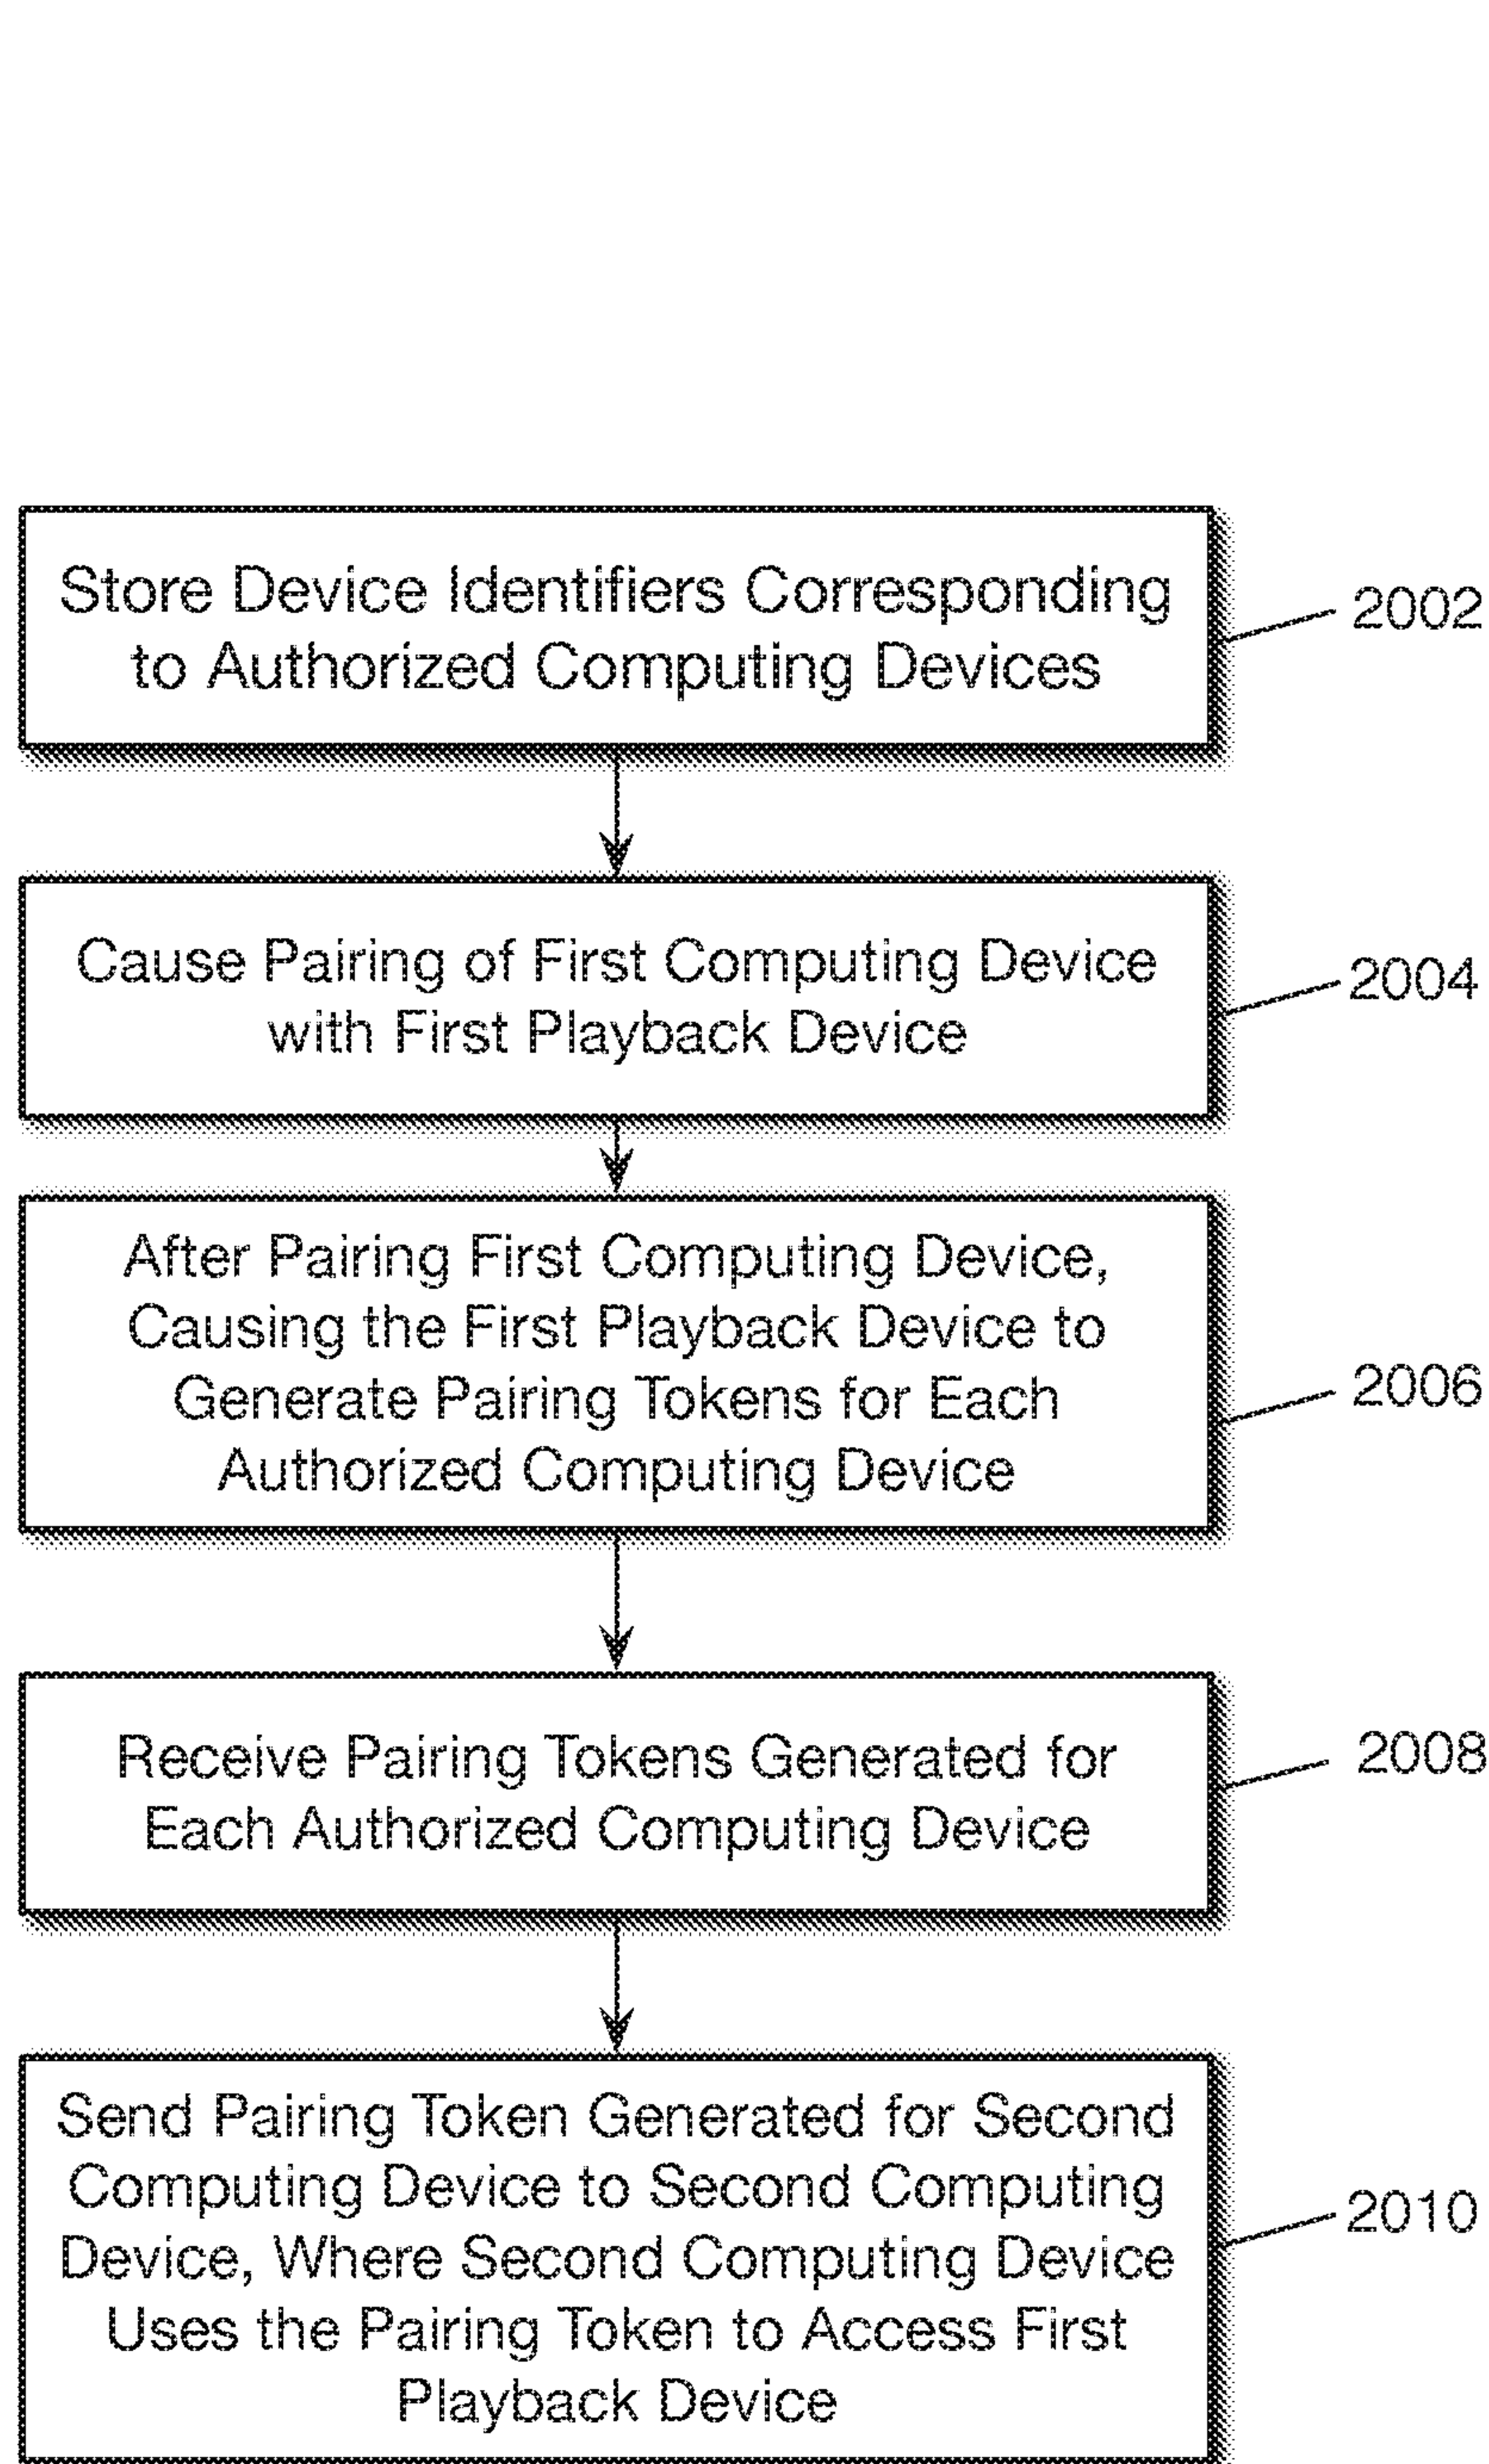 Store Device Identifiers Corresponding
to Authorized Computing Devices
2002
Cause Pairing of First Computing Device
with First Playback Device
2004
After Pairing First Computing Device,
Causing the First Playback Device to
Generate Pairing Tokens for Each
Authorized Computing Device
2006
Receive Pairing Tokens Generated for
Each Authorized Computing Device
2008
Send Pairing Token Generated for Second
Computing Device to Second Computing
Device, Where Second Computing Device
Uses the Pairing Token to Access First
Playback Device
2010